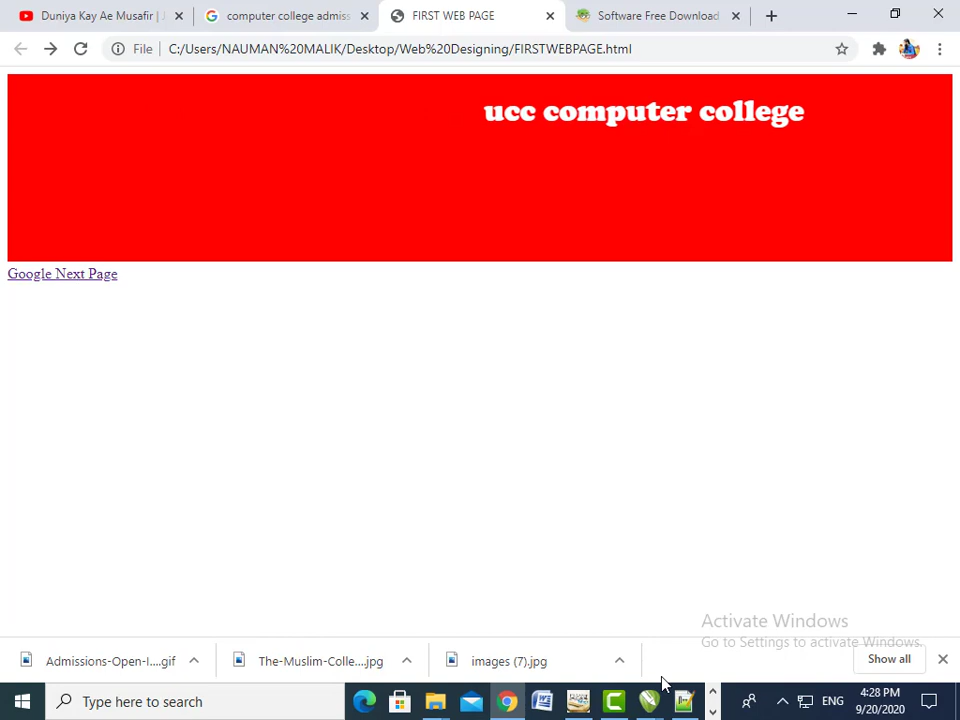 Duniya Kay Ae Musafir |
computer college admiss
FIRST WEB PAGE
Software Free Download
File
C:/Users/NAUMAN%20MALIK/Desktop/Web%20Designing/FIRSTWEBPAGE.html
ucc computer college
Google Next Page
Activate Windows
Go to Settings to activate Windows.
Admissions-Open-I....gif
The-Muslim-Colle....jpg
images (7).jpg
Show all
Type here to search
ENG
4:28 PM
9/20/2020